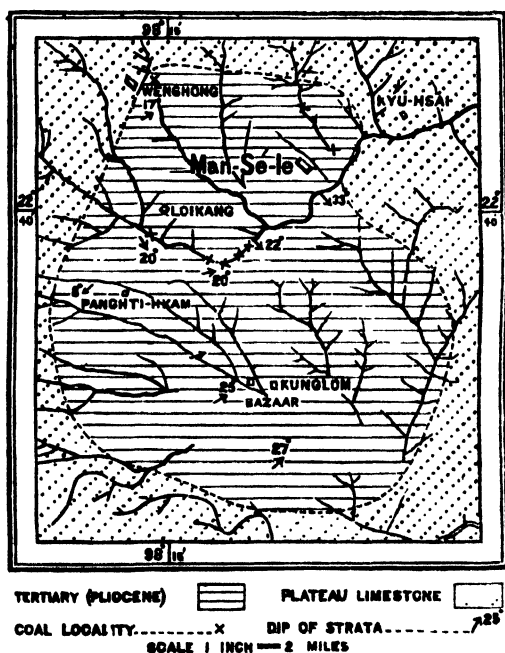 98° 15′
WENGHONG
17°
KYU-HSAI
Man-Se-le
33°
22° 40′
22° 40′
LOIKANG
22°
20°
20°
PANGHTI-HKAM
25°
KUNGLOM
BAZAAR
27°
98° 15′
TERTIARY (PLIOCENE) PLATEAU LIMESTONE
COAL LOCALITY --------- × DIP OF STRATA --------- 25°
SCALE 1 INCH = 2 MILES